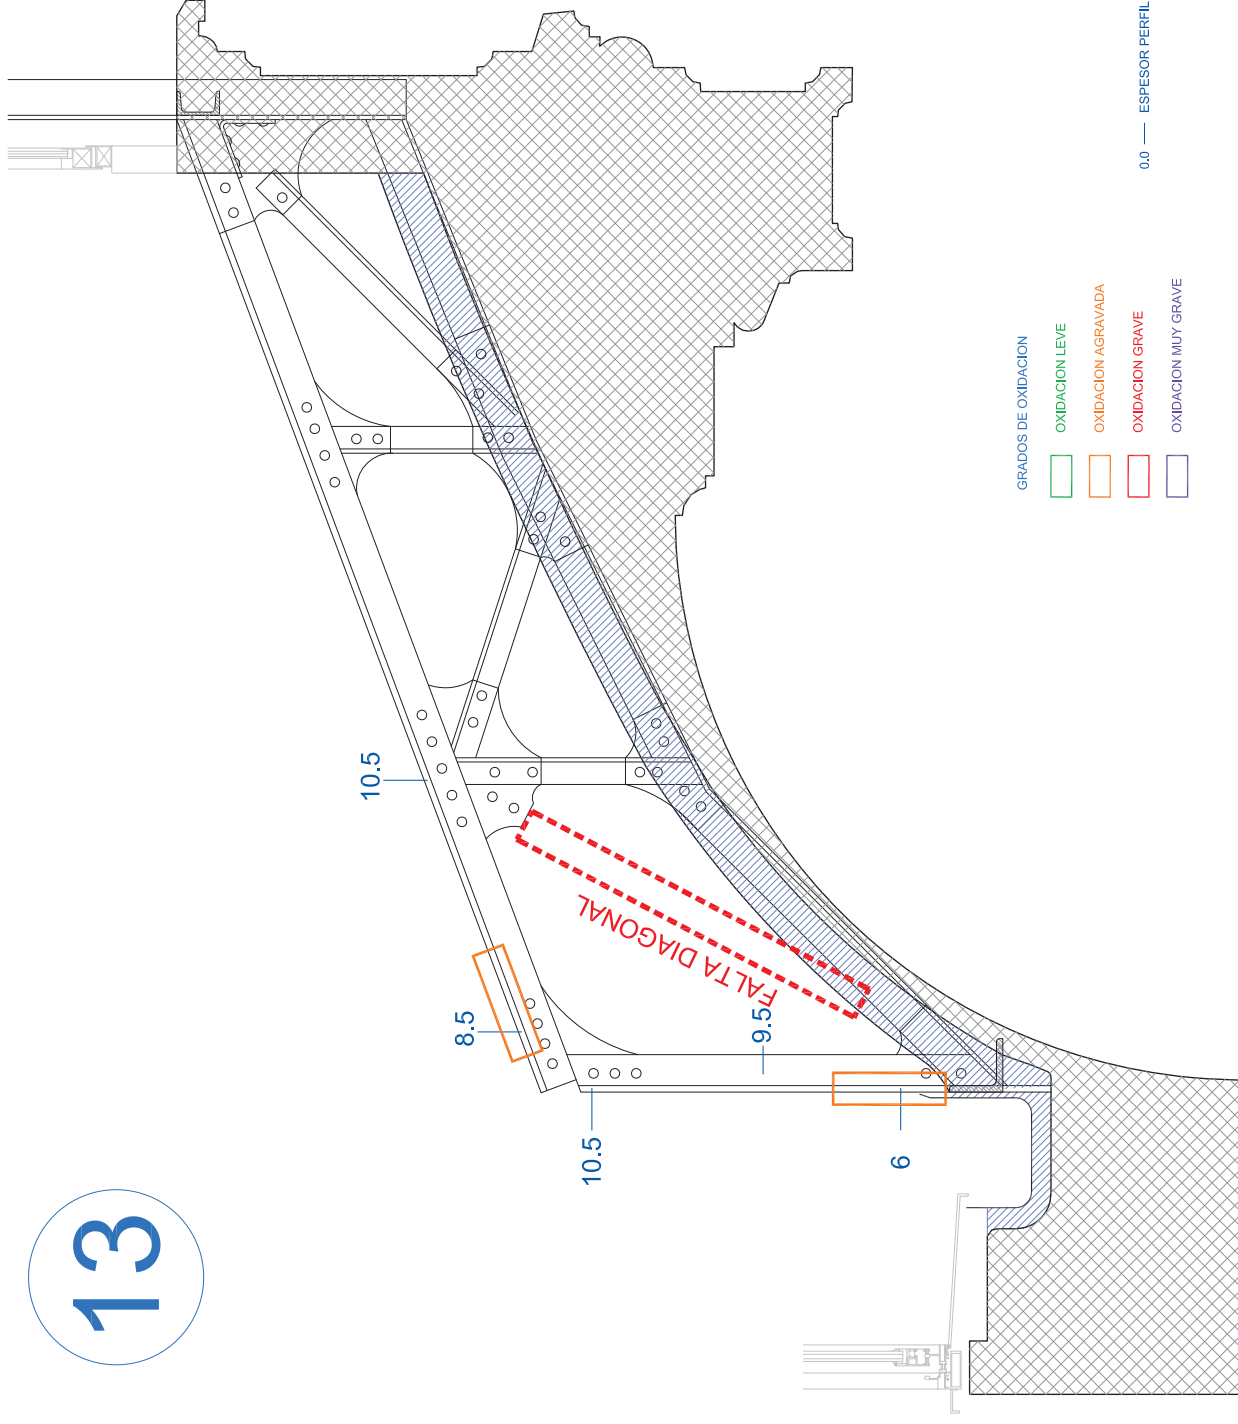 13
10.5
8.5
10.5
9.5
6
FALTA DIAGONAL
GRADOS DE OXIDACION
OXIDACION LEVE
OXIDACION AGRAVADA
OXIDACION GRAVE
OXIDACION MUY GRAVE
0.0 — ESPESOR PERFIL